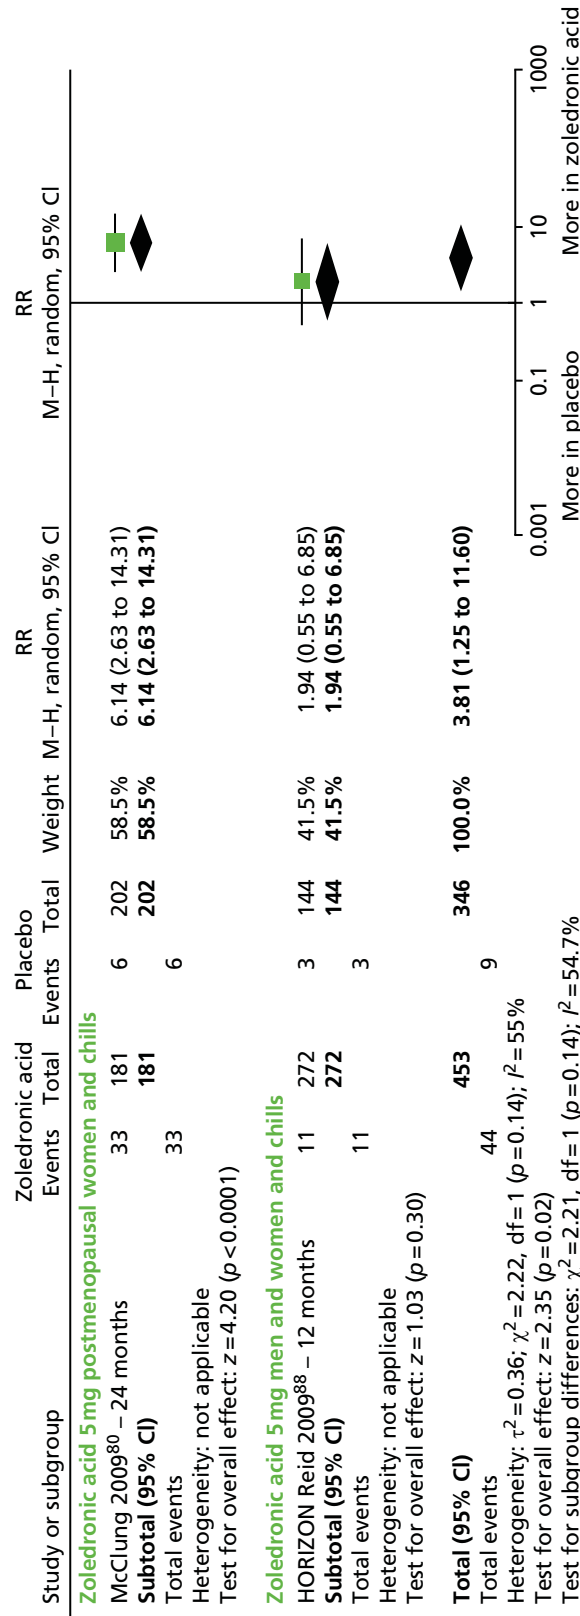 Zoledronic acid Placebo RR RR
Study or subgroup Events Total Events Total Weight M–H, random, 95% CI M–H, random, 95% CI
Zoledronic acid 5 mg postmenopausal women and chills
McClung 2009⁸⁰ – 24 months 33 181 6 202 58.5% 6.14 (2.63 to 14.31)
Subtotal (95% CI) 181 202 58.5% 6.14 (2.63 to 14.31)
Total events 33 6
Heterogeneity: not applicable
Test for overall effect: z=4.20 (p<0.0001)
Zoledronic acid 5 mg men and women and chills
HORIZON Reid 2009⁸⁸ – 12 months 11 272 3 144 41.5% 1.94 (0.55 to 6.85)
Subtotal (95% CI) 272 144 41.5% 1.94 (0.55 to 6.85)
Total events 11 3
Heterogeneity: not applicable
Test for overall effect: z=1.03 (p=0.30)
Total (95% CI) 453 346 100.0% 3.81 (1.25 to 11.60)
Total events 44 9
Heterogeneity: τ²=0.36; χ²=2.22, df=1 (p=0.14); I²=55%
Test for overall effect: z=2.35 (p=0.02)
Test for subgroup differences: χ²=2.21, df=1 (p=0.14); I²=54.7%
0.001 0.1 1 10 1000
More in placebo More in zoledronic acid